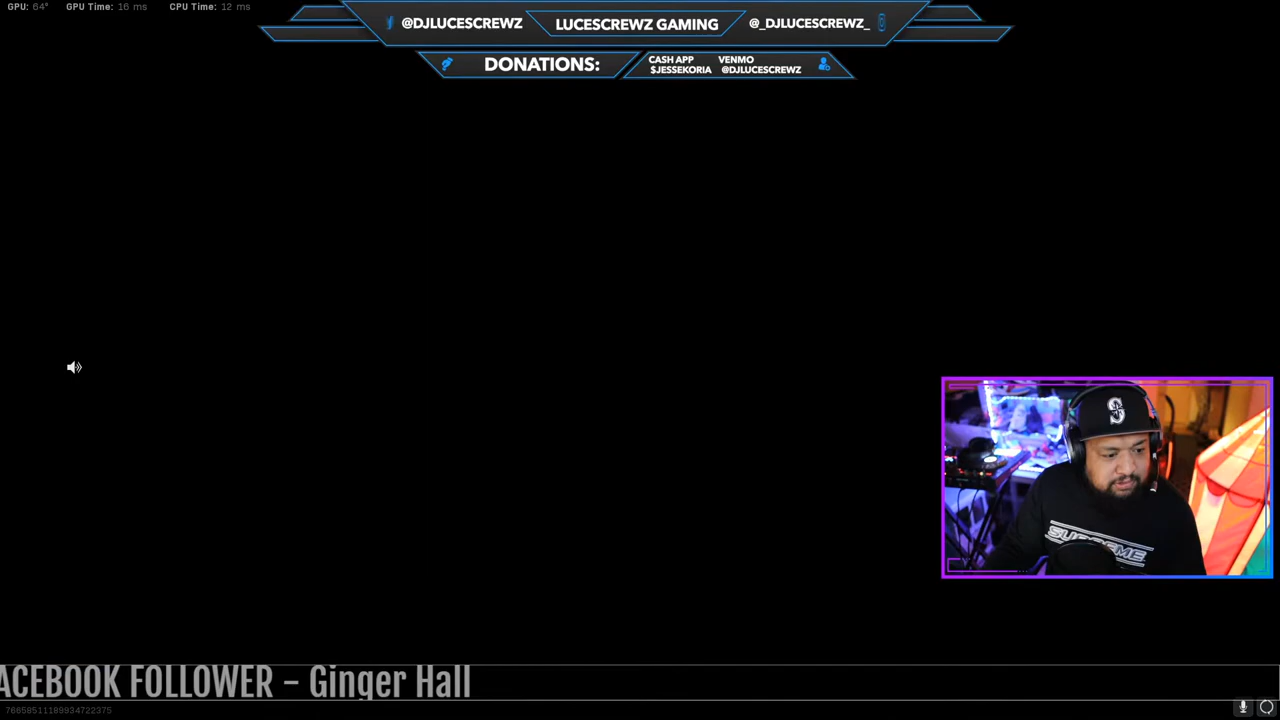 GPU: 64° GPU Time: 16 ms CPU Time: 12 ms
@DJLUCESCREWZ
LUCESCREWZ GAMING
@_DJLUCESCREWZ_
DONATIONS:
CASH APP
$JESSEKORIA
VENMO
@DJLUCESCREWZ
S
SUPREME
ACEBOOK FOLLOWER - Ginger Hall